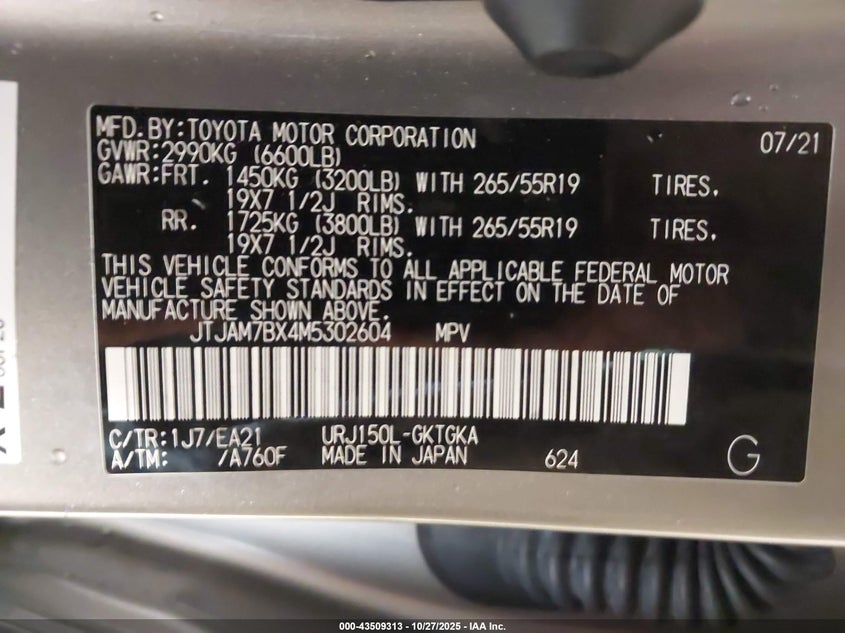 MFD.BY:TOYOTA MOTOR CORPORATION 07/21
GVWR:2990KG (6600LB)
GAWR:FRT. 1450KG (3200LB) WITH 265/55R19 TIRES.
19X7 1/2J RIMS.
RR. 1725KG (3800LB) WITH 265/55R19 TIRES.
19X7 1/2J RIMS.
THIS VEHICLE CONFORMS TO ALL APPLICABLE FEDERAL MOTOR
VEHICLE SAFETY STANDARDS IN EFFECT ON THE DATE OF
MANUFACTURE SHOWN ABOVE.
JTJAM7BX4M5302604 MPV
C/TR:1J7/EA21 URJ150L-GKTGKA
A/TM: /A760F MADE IN JAPAN 624 G
000-43509313 - 10/27/2025 - IAA Inc.